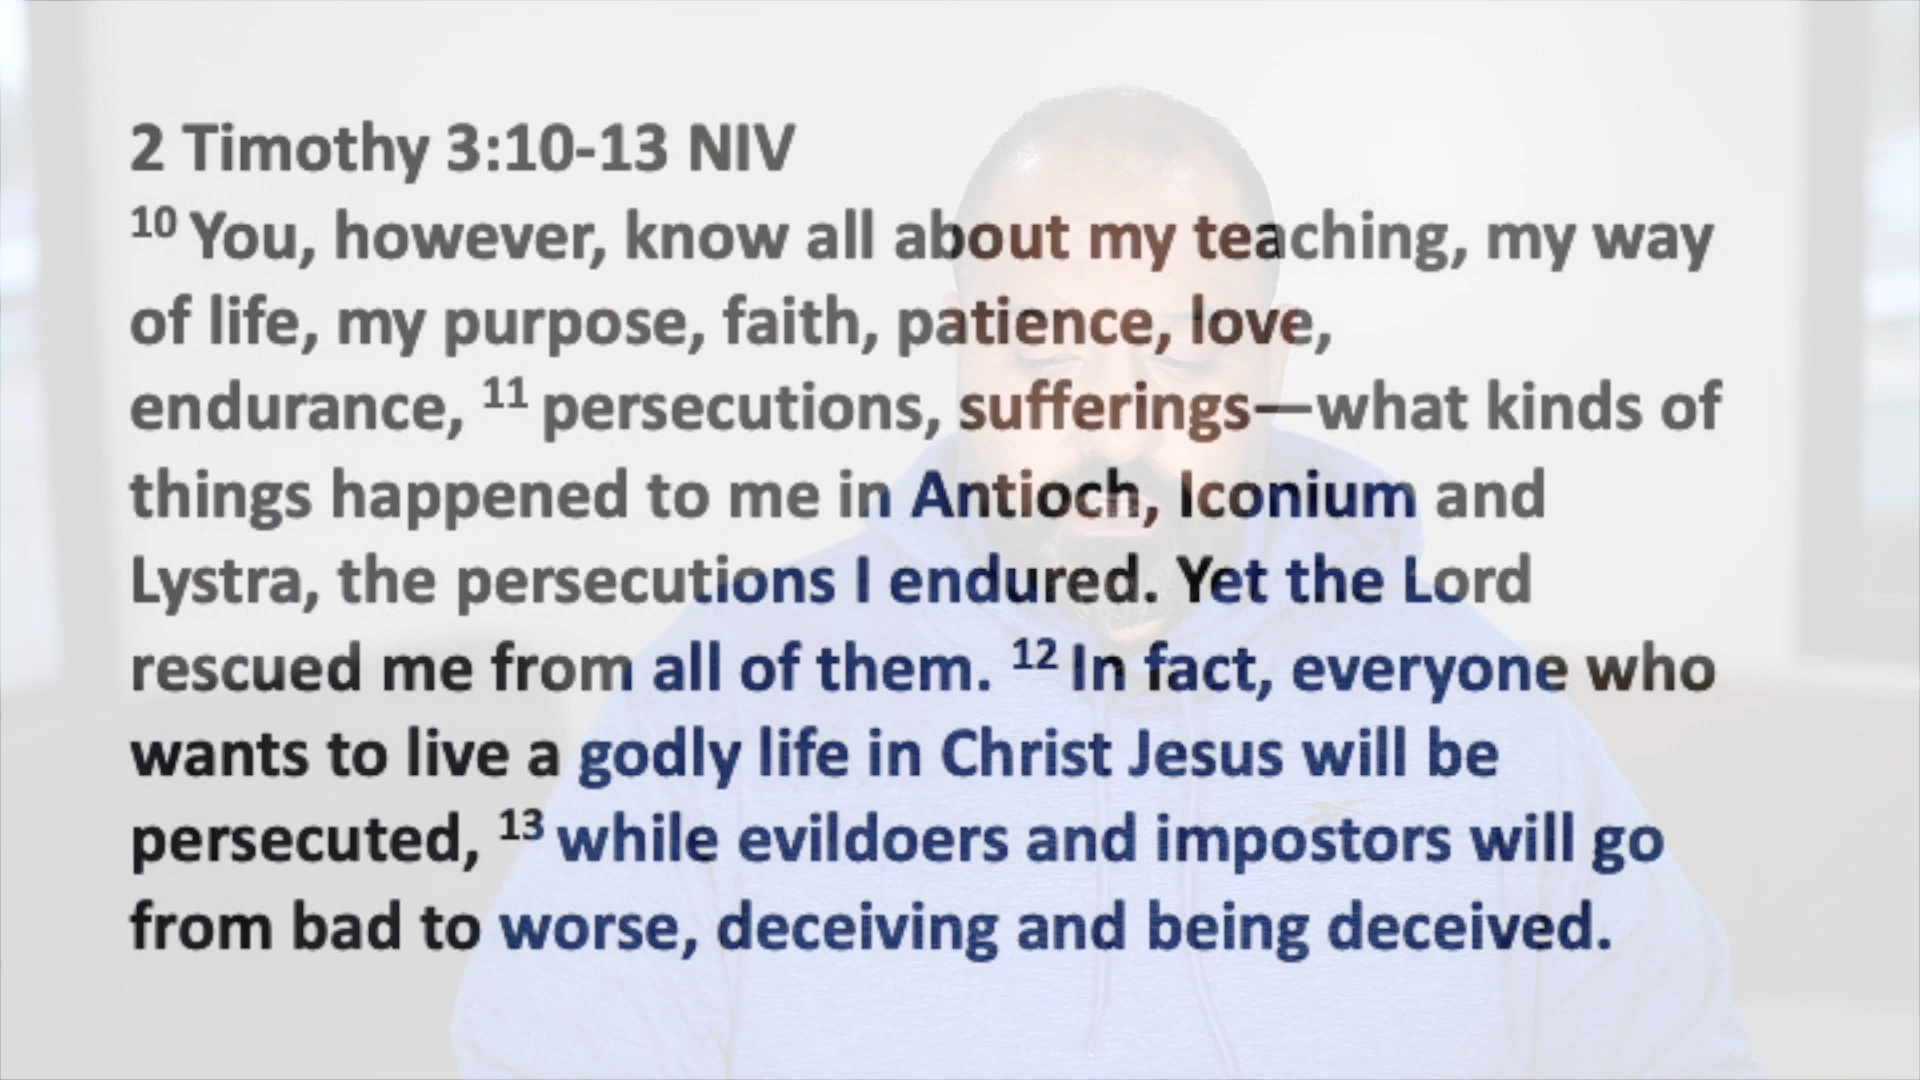 2 Timothy 3:10-13 NIV
10 You, however, know all about my teaching, my way
of life, my purpose, faith, patience, love,
endurance, 11 persecutions, sufferings—what kinds of
things happened to me in Antioch, Iconium and
Lystra, the persecutions I endured. Yet the Lord
rescued me from all of them. 12 In fact, everyone who
wants to live a godly life in Christ Jesus will be
persecuted, 13 while evildoers and impostors will go
from bad to worse, deceiving and being deceived.